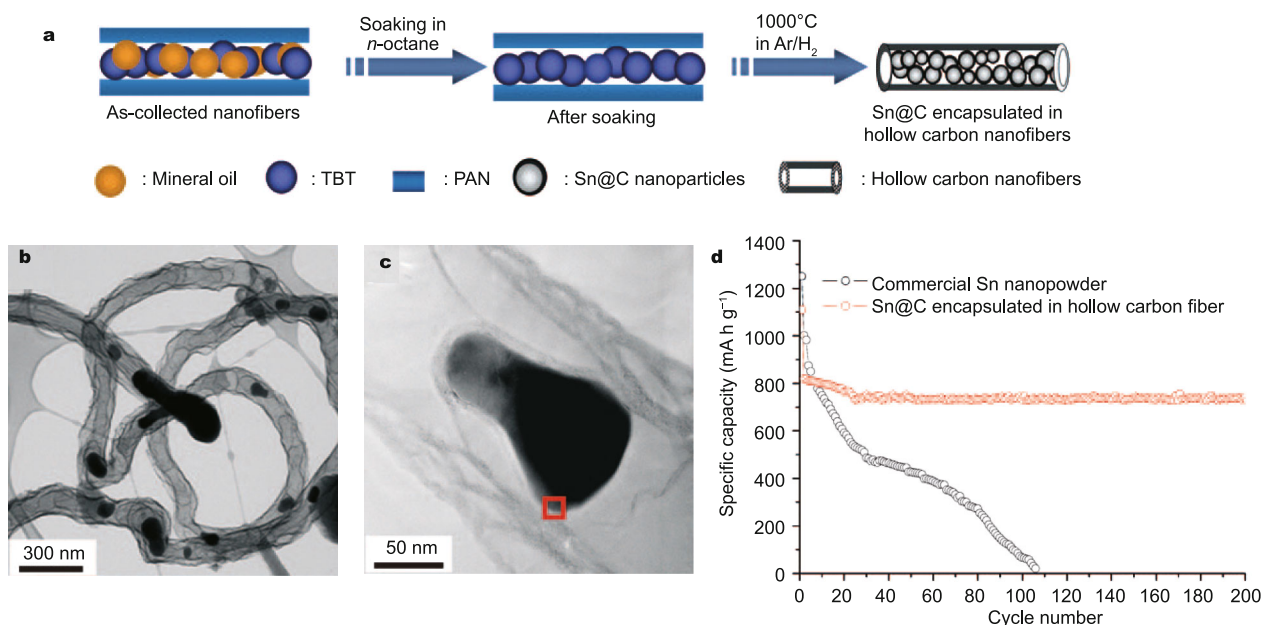 a
Soaking in
n-octane
1000°C
in Ar/H₂
As-collected nanofibers
After soaking
Sn@C encapsulated in
hollow carbon nanofibers
: Mineral oil
: TBT
: PAN
: Sn@C nanoparticles
: Hollow carbon nanofibers
b
300 nm
c
50 nm
d
1400
1200
1000
800
600
400
200
0
Specific capacity (mA h g⁻¹)
Commercial Sn nanopowder
Sn@C encapsulated in hollow carbon fiber
0 20 40 60 80 100 120 140 160 180 200
Cycle number